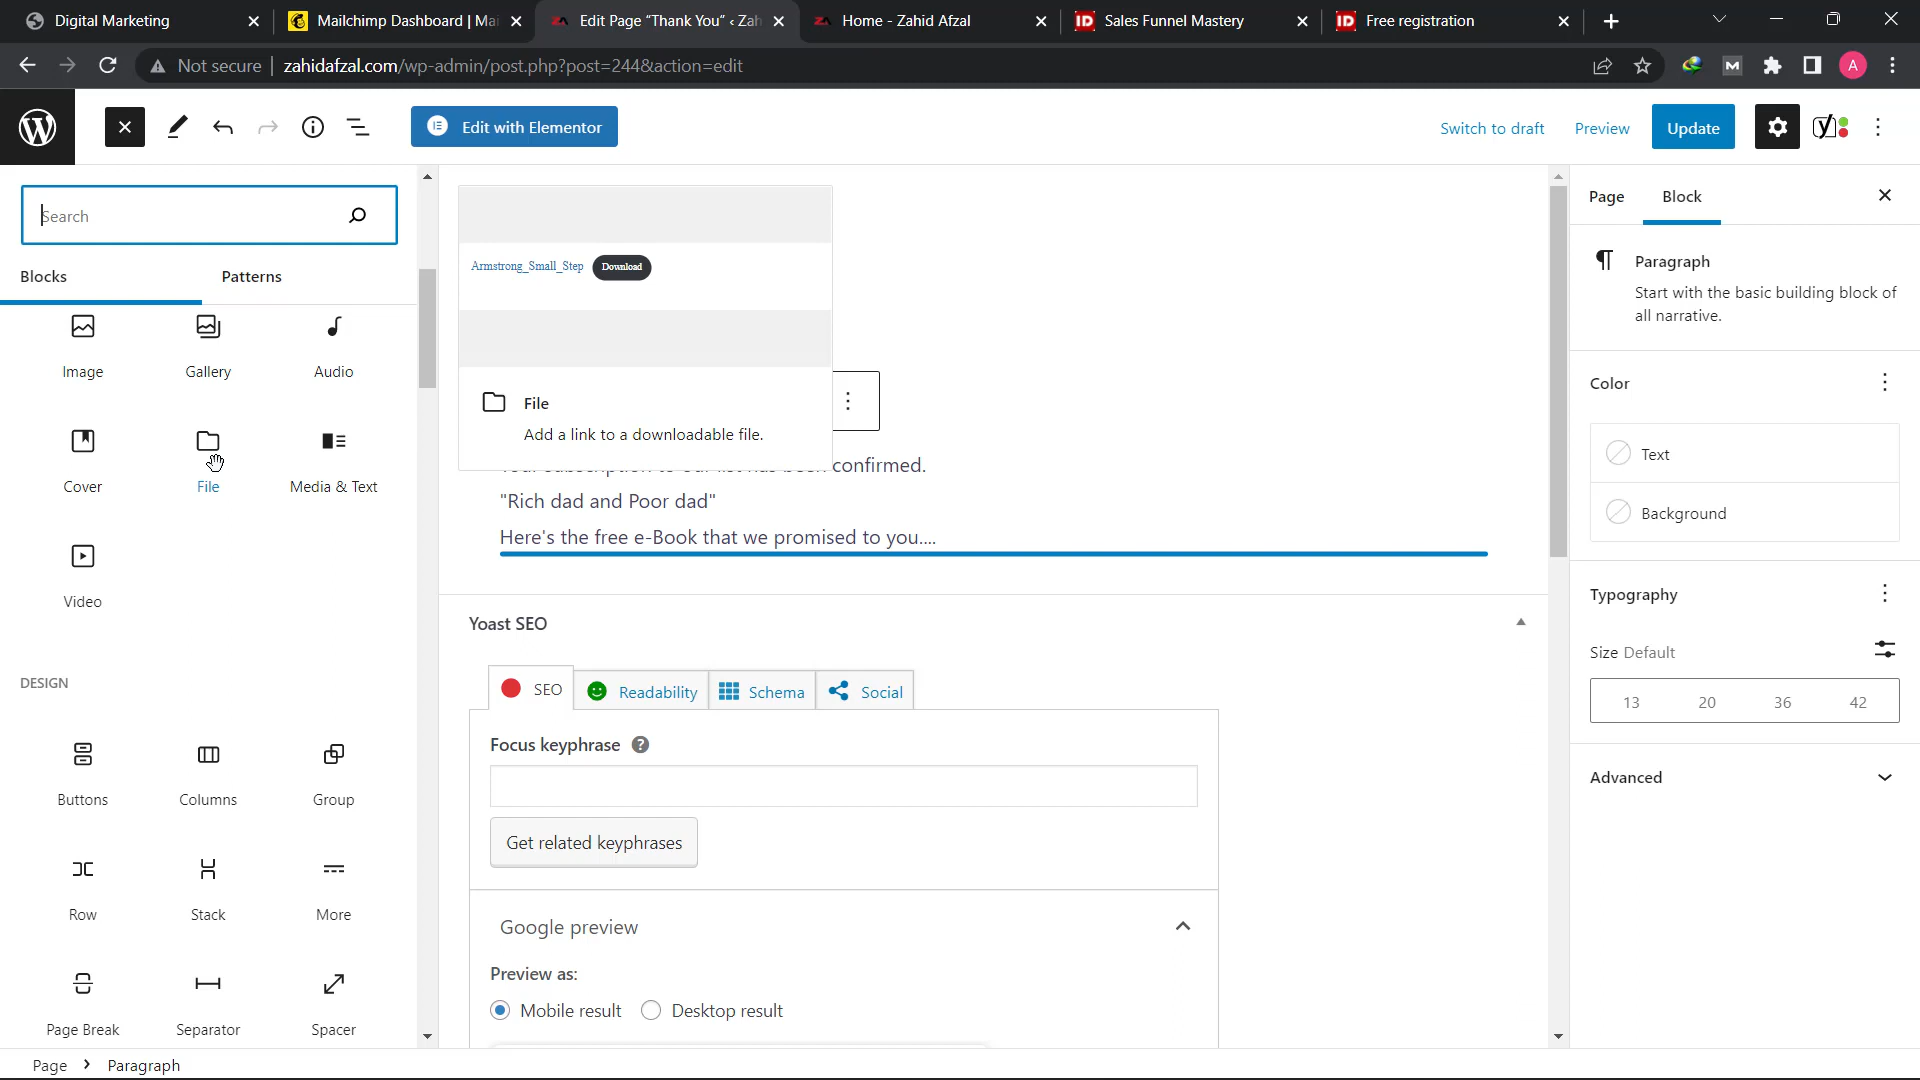 Digital Marketing
Mailchimp Dashboard | Mai
Edit Page “Thank You” ‹ Zah
Home - Zahid Afzal
ID Sales Funnel Mastery
ID Free registration
Not secure | zahidafzal.com/wp-admin/post.php?post=244&action=edit
M
A
Edit with Elementor
Switch to draft
Preview
Update
Search
Blocks
Patterns
Image
Gallery
Audio
Cover
File
Media & Text
Video
DESIGN
Buttons
Columns
Group
Row
Stack
More
Page Break
Separator
Spacer
Armstrong_Small_Step
Download
File
Add a link to a downloadable file.
confirmed.
"Rich dad and Poor dad"
Here's the free e-Book that we promised to you....
Yoast SEO
SEO
Readability
Schema
Social
Focus keyphrase
Get related keyphrases
Google preview
Preview as:
Mobile result
Desktop result
Page
Block
Paragraph
Start with the basic building block of
all narrative.
Color
Text
Background
Typography
Size Default
13
20
36
42
Advanced
Page > Paragraph